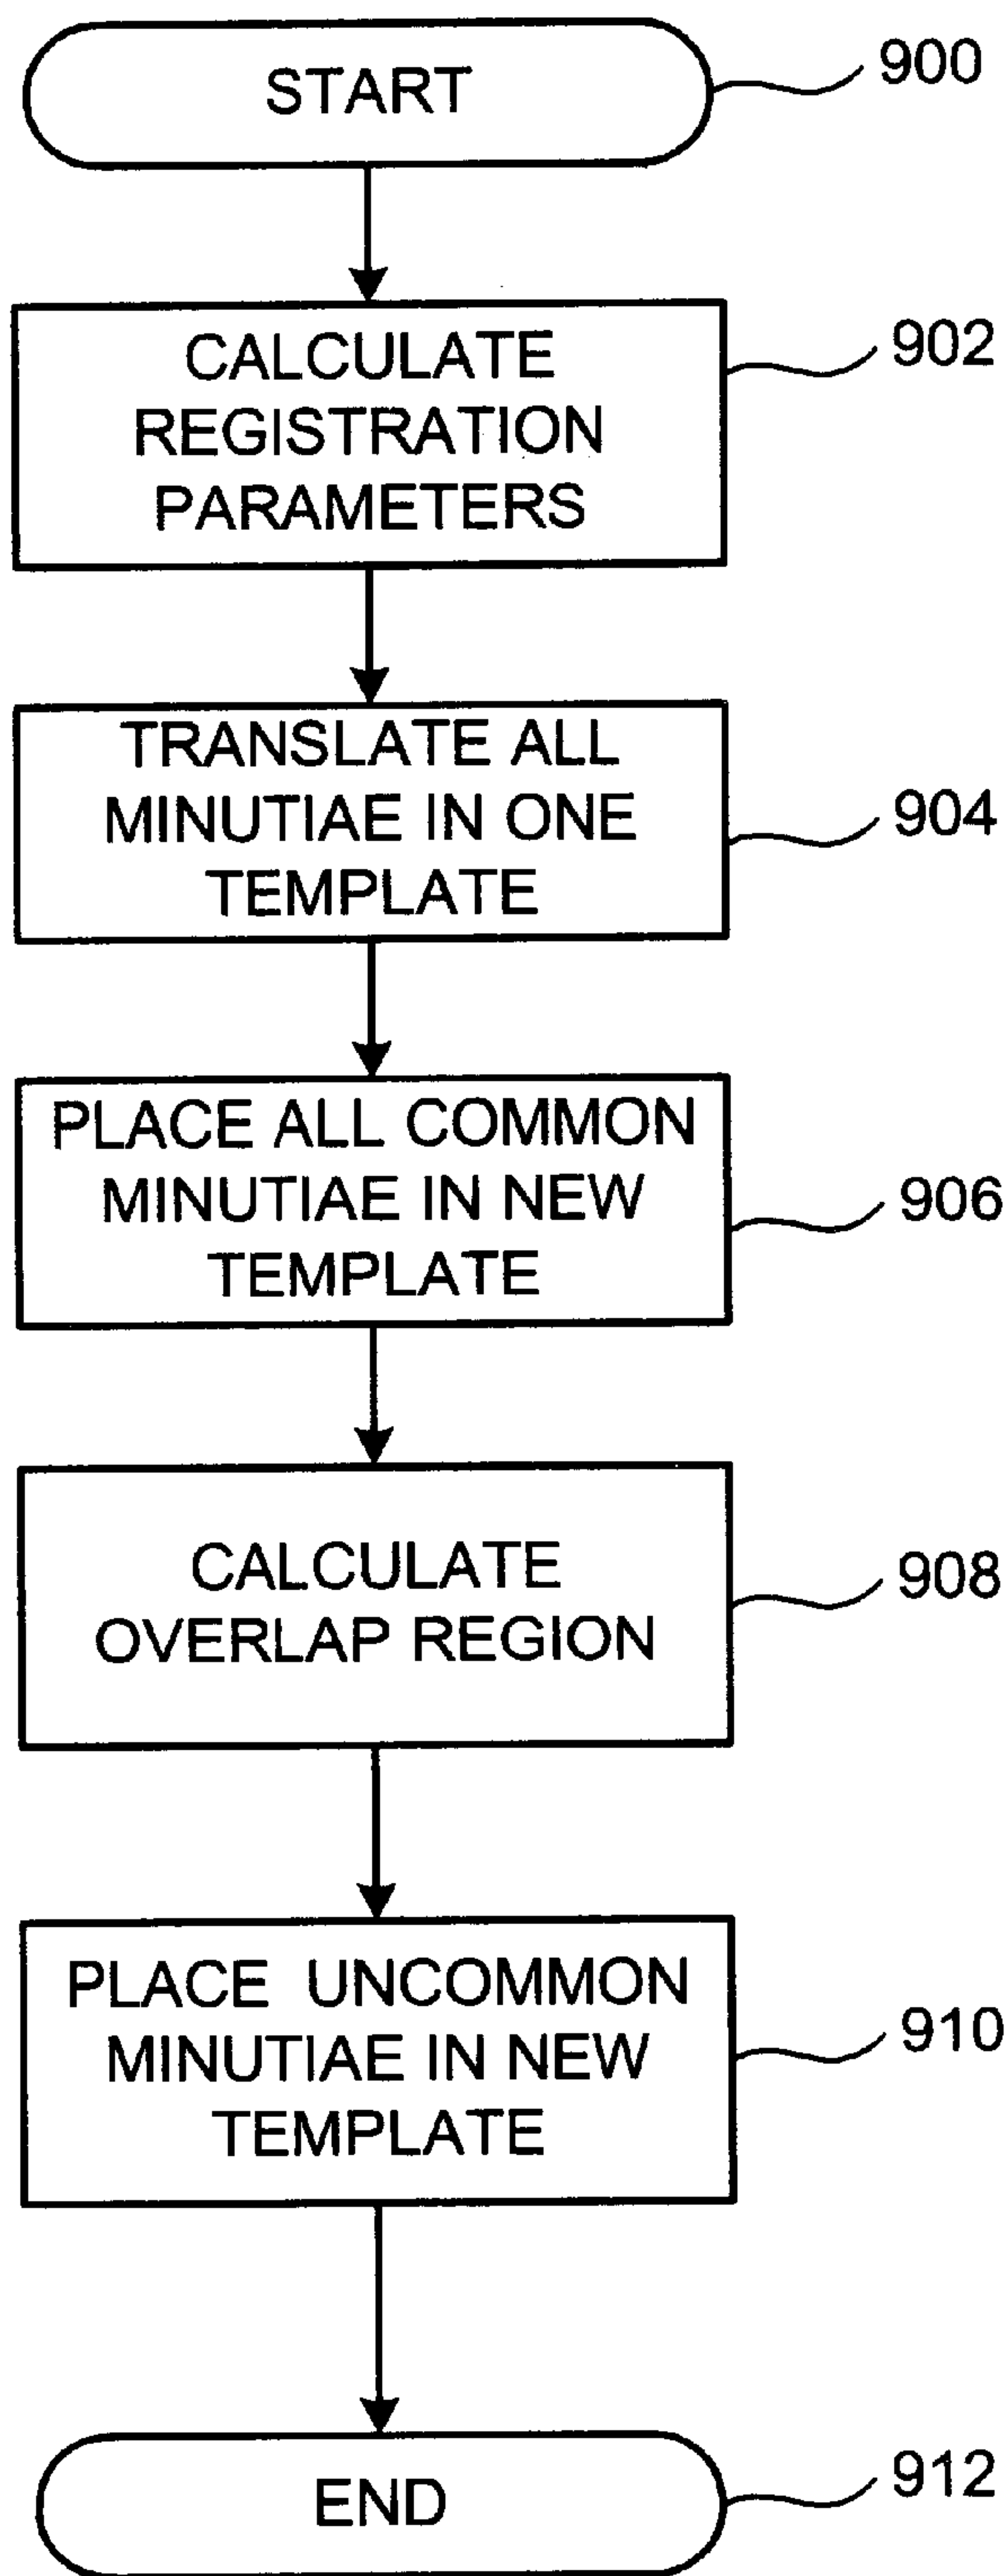 START
900
CALCULATE
REGISTRATION
PARAMETERS
902
TRANSLATE ALL
MINUTIAE IN ONE
TEMPLATE
904
PLACE ALL COMMON
MINUTIAE IN NEW
TEMPLATE
906
CALCULATE
OVERLAP REGION
908
PLACE UNCOMMON
MINUTIAE IN NEW
TEMPLATE
910
END
912